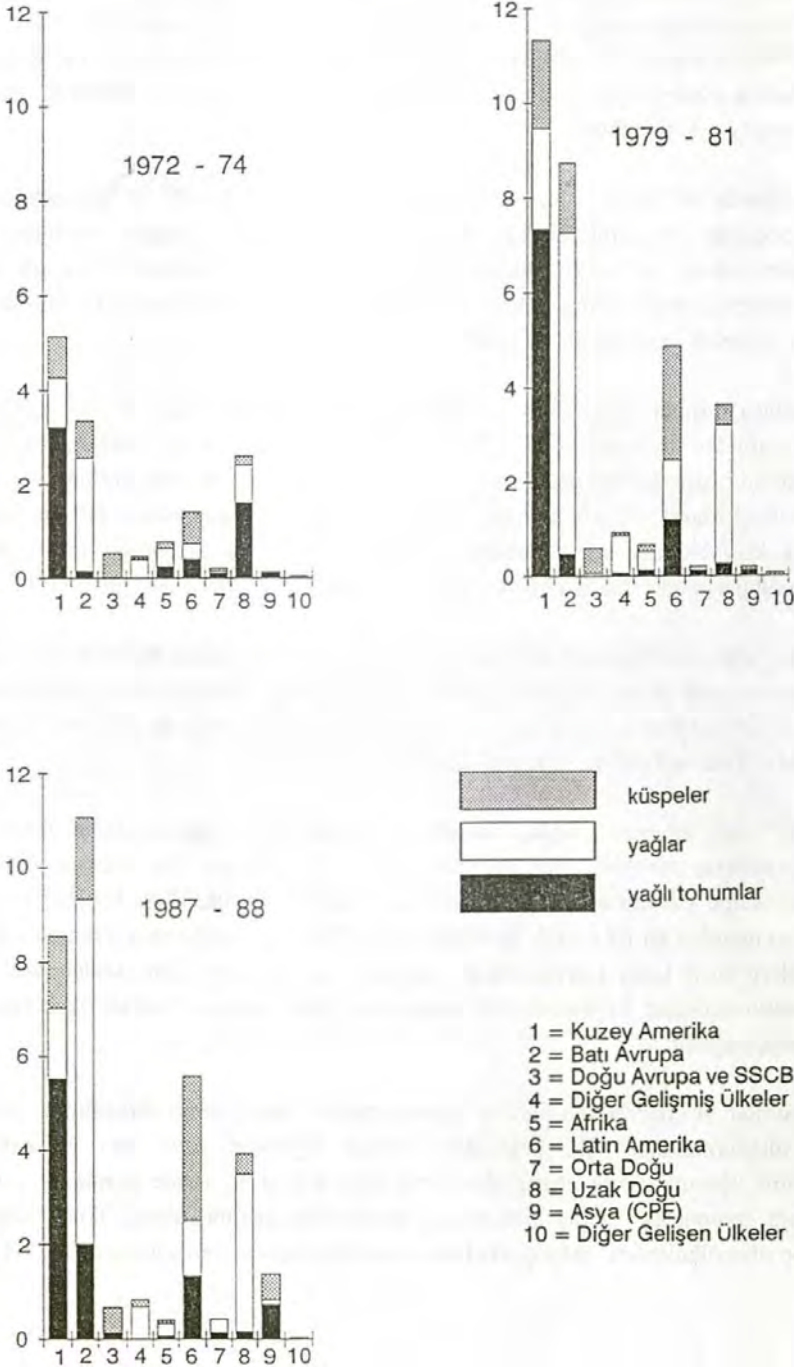 12
10
8
6
4
2
0
1972 - 74
1 2 3 4 5 6 7 8 9 10
12
10
8
6
4
2
0
1979 - 81
1 2 3 4 5 6 7 8 9 10
12
10
8
6
4
2
0
1987 - 88
1 2 3 4 5 6 7 8 9 10
küspeler
yağlar
yağlı tohumlar
1 = Kuzey Amerika
2 = Batı Avrupa
3 = Doğu Avrupa ve SSCB
4 = Diğer Gelişmiş Ülkeler
5 = Afrika
6 = Latin Amerika
7 = Orta Doğu
8 = Uzak Doğu
9 = Asya (CPE)
10 = Diğer Gelişen Ülkeler